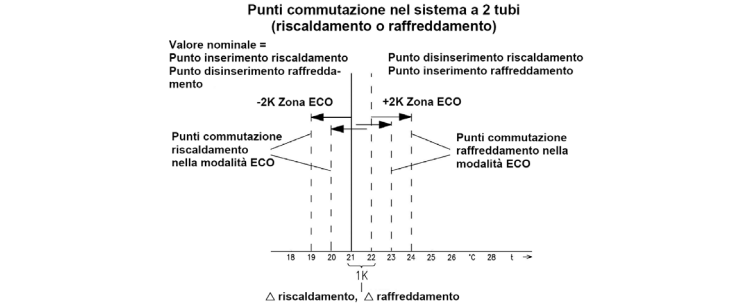 Punti commutazione nel sistema a 2 tubi
(riscaldamento o raffreddamento)
Valore nominale =
Punto inserimento riscaldamento
Punto disinserimento raffredda-
mento
Punti disinserimento riscaldamento
Punto inserimento raffreddamento
-2K Zona ECO
+2K Zona ECO
Punti commutazione
riscaldamento
nella modalità ECO
Punti commutazione
raffreddamento nella
modalità ECO
18 19 20 21 22 23 24 25 26 °C 28 t
1K
△ riscaldamento, △ raffreddamento